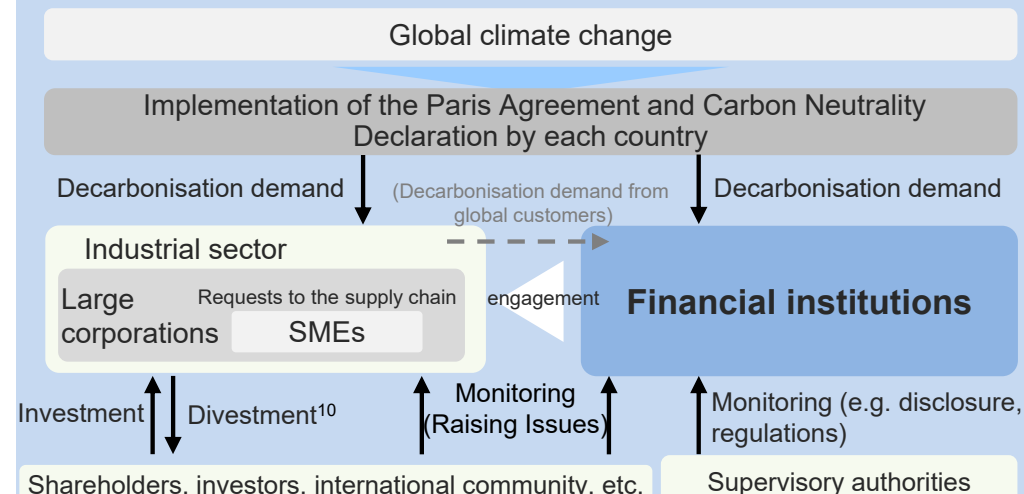 Global climate change
Implementation of the Paris Agreement and Carbon Neutrality
Declaration by each country
Decarbonisation demand
(Decarbonisation demand from
global customers)
Decarbonisation demand
Industrial sector
Large
corporations
Requests to the supply chain
SMEs
engagement
Financial institutions
Investment
Divestment¹⁰
Monitoring
(Raising Issues)
Monitoring (e.g. disclosure,
regulations)
Shareholders, investors, international community, etc.
Supervisory authorities